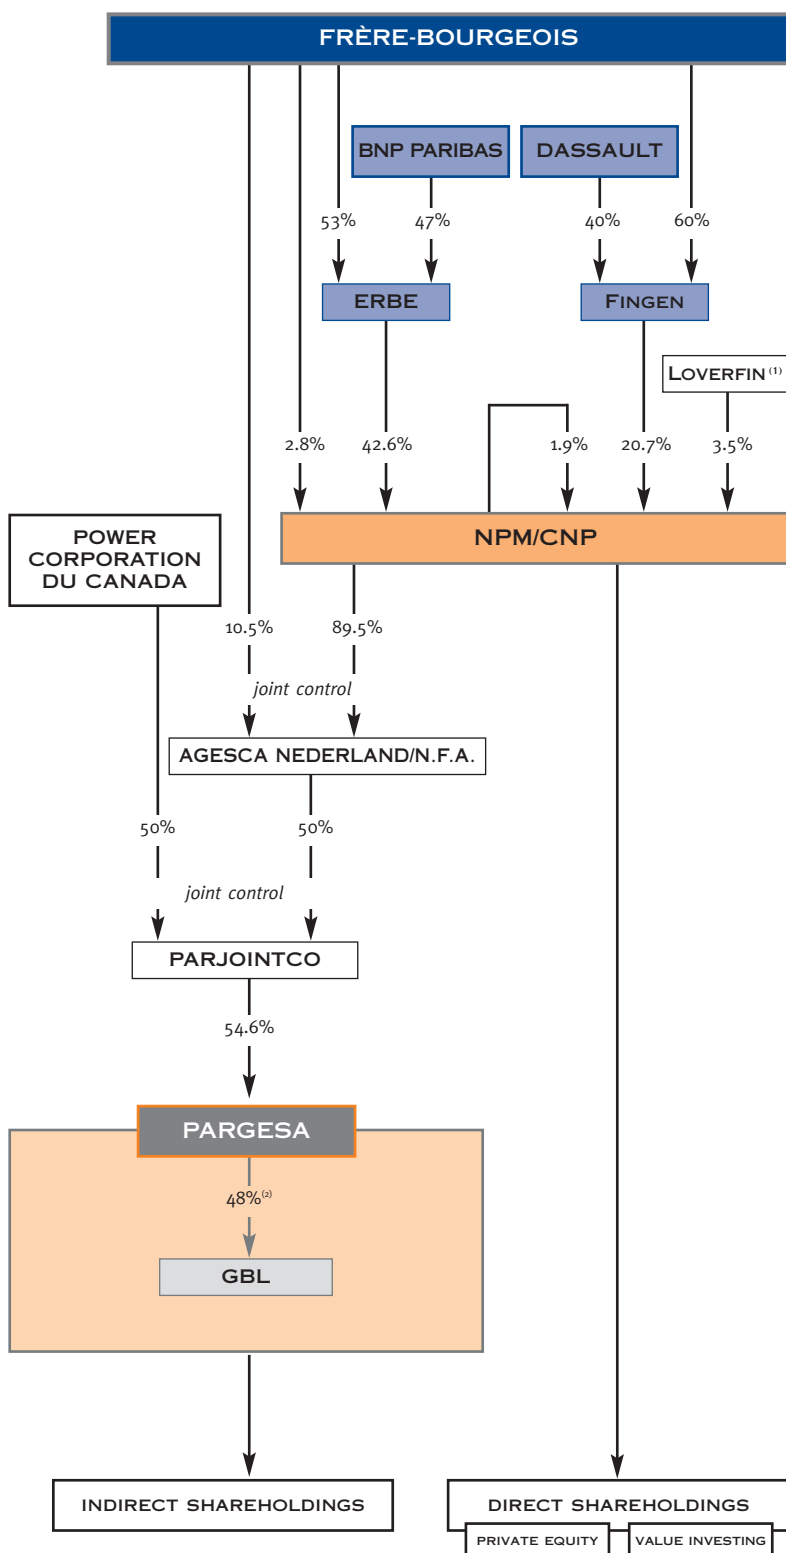 FRÈRE-BOURGEOIS
BNP PARIBAS
DASSAULT
53%
47%
40%
60%
ERBE
FINGEN
LOVERFIN (1)
2.8%
42.6%
1.9%
20.7%
3.5%
POWER
CORPORATION
DU CANADA
NPM/CNP
10.5%
89.5%
joint control
AGESCA NEDERLAND/N.F.A.
50%
50%
joint control
PARJOINTCO
54.6%
PARGESA
48%(2)
GBL
INDIRECT SHAREHOLDINGS
DIRECT SHAREHOLDINGS
PRIVATE EQUITY
VALUE INVESTING